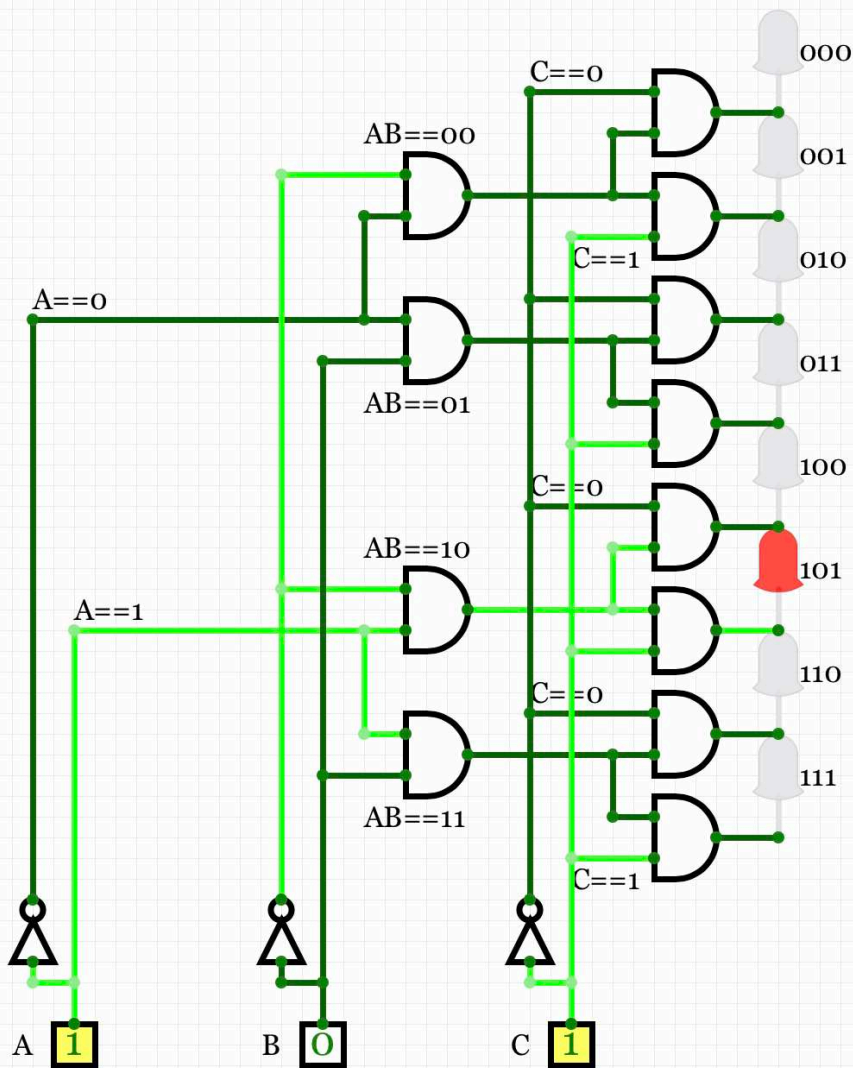 000
C==0
001
AB==00
010
C==1
A==0
011
AB==01
100
C==0
AB==10
101
A==1
110
C==0
111
AB==11
C==1
A 1
B 0
C 1